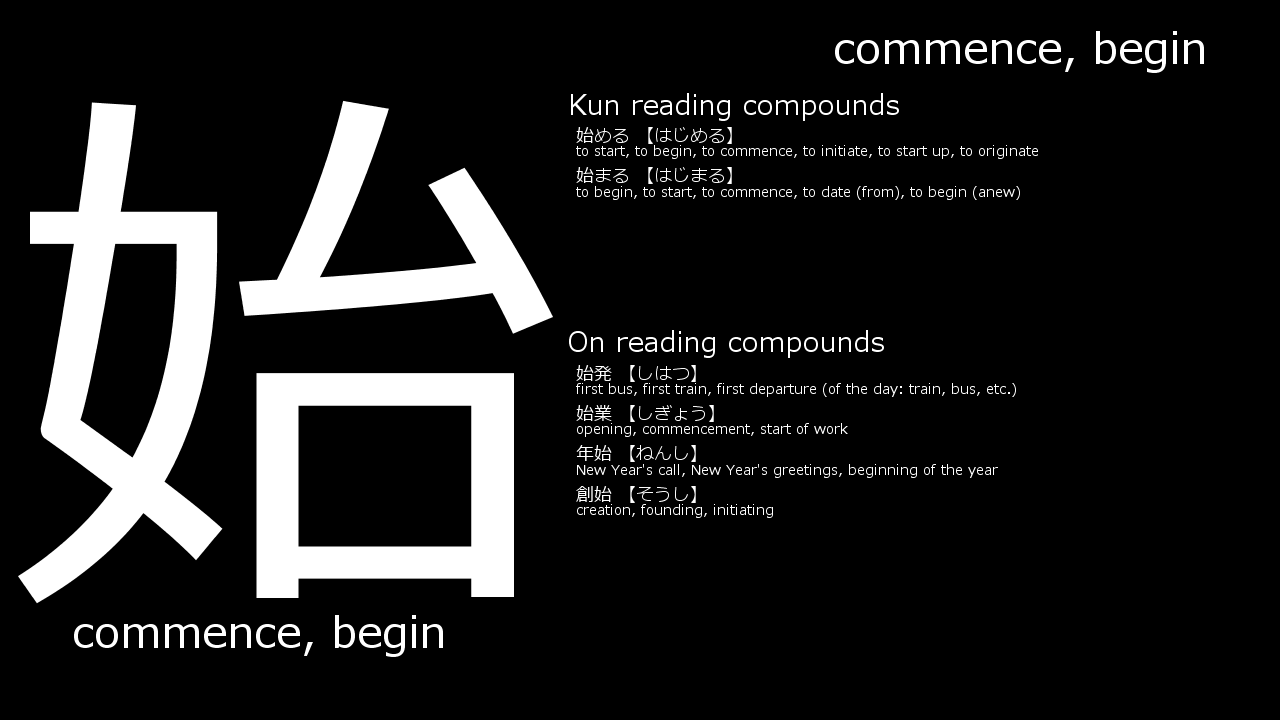 commence, begin
始
commence, begin
Kun reading compounds
始める 【はじめる】
to start, to begin, to commence, to initiate, to start up, to originate
始まる 【はじまる】
to begin, to start, to commence, to date (from), to begin (anew)
On reading compounds
始発 【しはつ】
first bus, first train, first departure (of the day: train, bus, etc.)
始業 【しぎょう】
opening, commencement, start of work
年始 【ねんし】
New Year's call, New Year's greetings, beginning of the year
創始 【そうし】
creation, founding, initiating